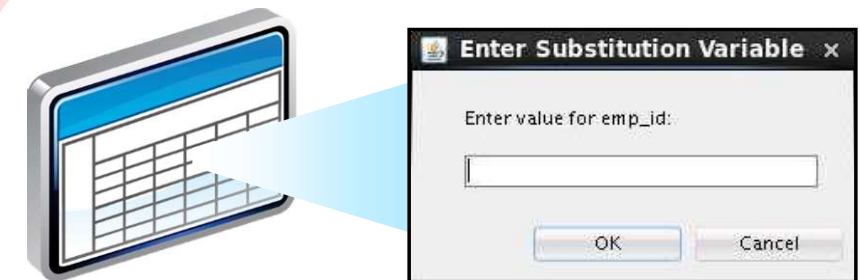 Enter Substitution Variable
Enter value for emp_id:
OK
Cancel